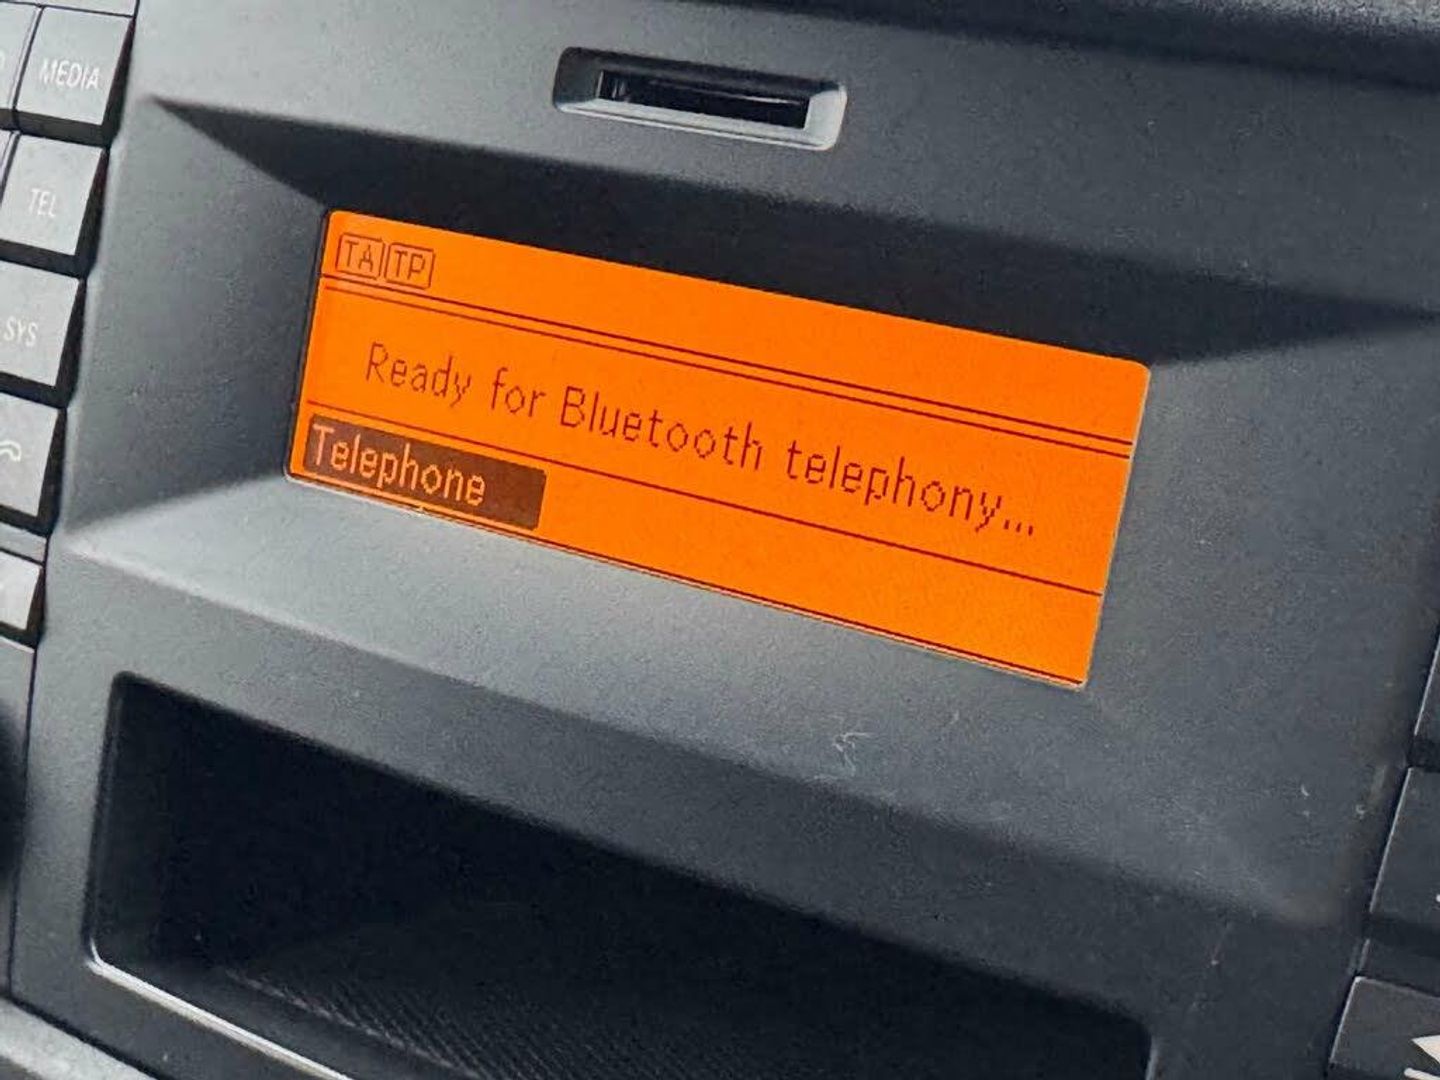 MEDIA
TEL
SYS
TA TP
Ready for Bluetooth telephony...
Telephone